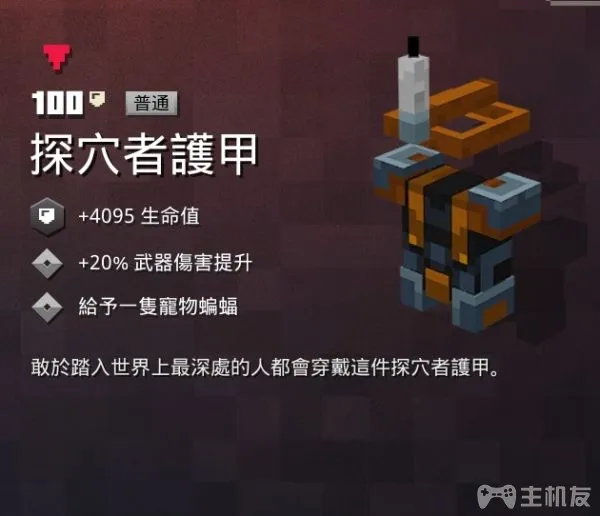 100
普通
探穴者護甲
+4095 生命值
+20% 武器傷害提升
給予一隻寵物蝙蝠
敢於踏入世界上最深處的人都會穿戴這件探穴者護甲。
主机友